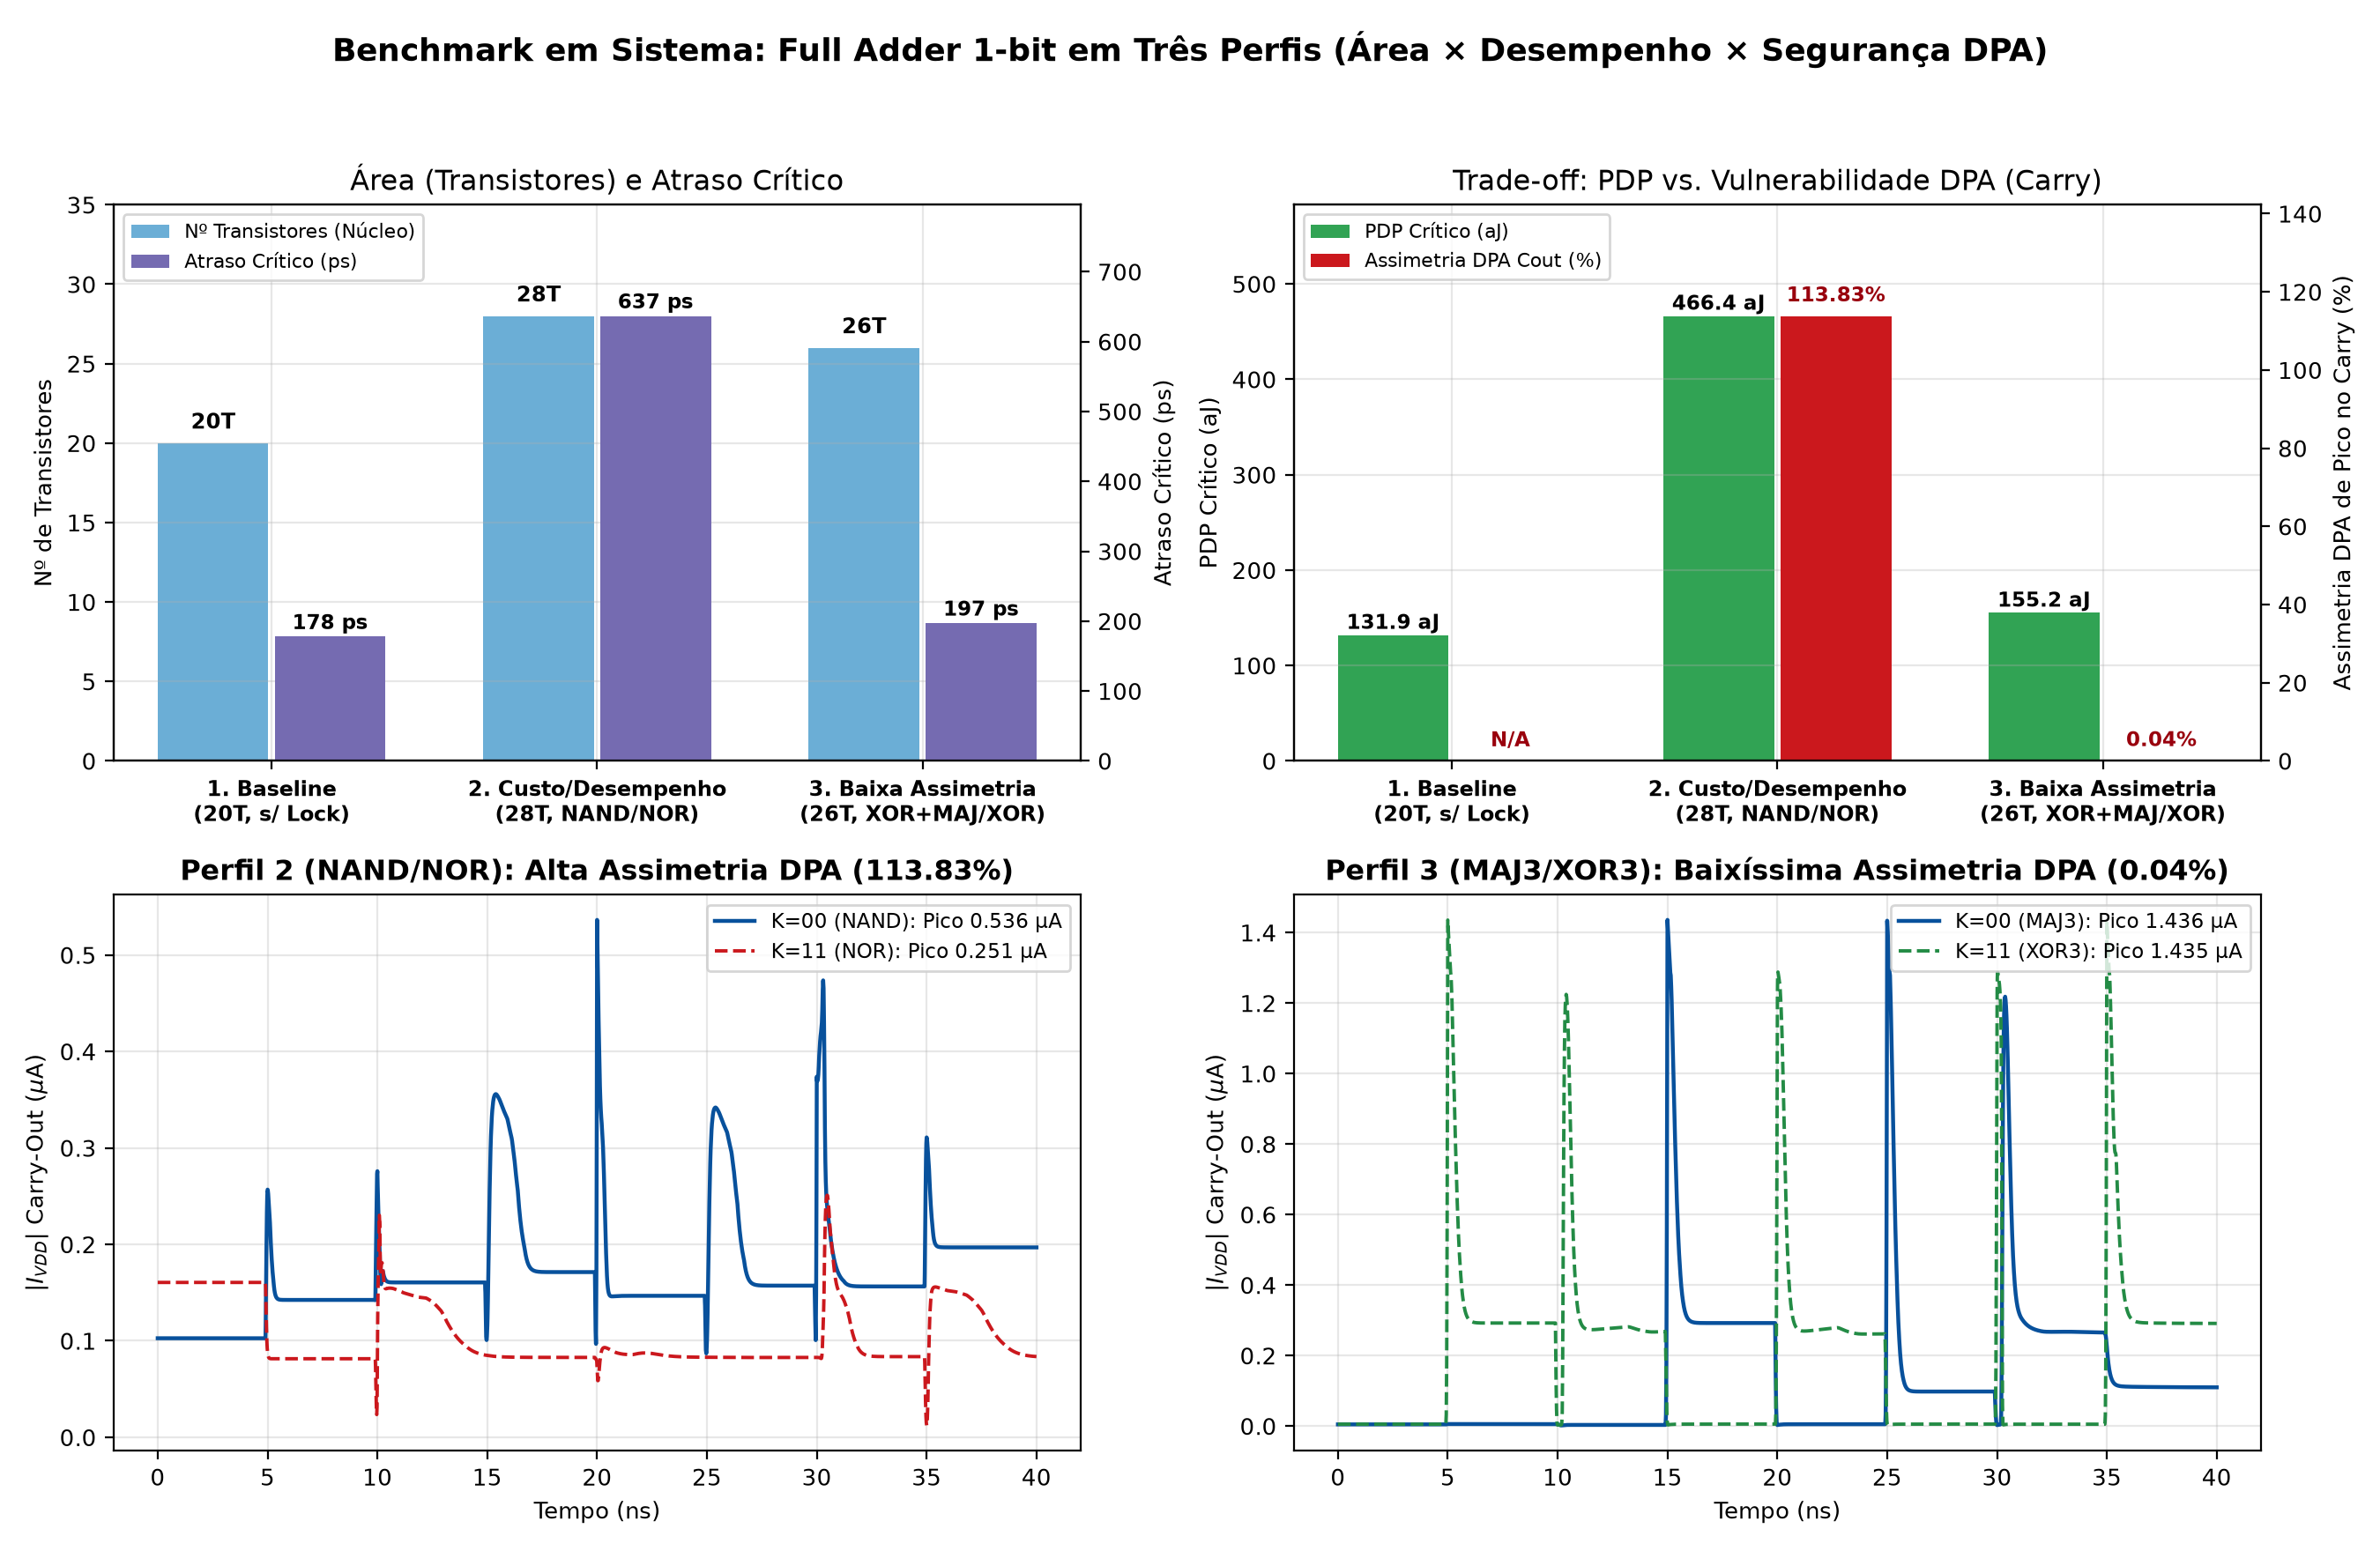 Benchmark em Sistema: Full Adder 1-bit em Três Perfis (Área × Desempenho × Segurança DPA)
Área (Transistores) e Atraso Crítico
Nº Transistores (Núcleo)
Atraso Crítico (ps)
Nº de Transistores
35
30
25
20
15
10
5
0
20T
178 ps
28T
637 ps
26T
197 ps
700
600
500
400
300
200
100
0
Atraso Crítico (ps)
1. Baseline
(20T, s/ Lock)
2. Custo/Desempenho
(28T, NAND/NOR)
3. Baixa Assimetria
(26T, XOR+MAJ/XOR)
Trade-off: PDP vs. Vulnerabilidade DPA (Carry)
PDP Crítico (aJ)
Assimetria DPA Cout (%)
PDP Crítico (aJ)
500
400
300
200
100
0
131.9 aJ
N/A
466.4 aJ
113.83%
155.2 aJ
0.04%
140
120
100
80
60
40
20
0
Assimetria DPA de Pico no Carry (%)
1. Baseline
(20T, s/ Lock)
2. Custo/Desempenho
(28T, NAND/NOR)
3. Baixa Assimetria
(26T, XOR+MAJ/XOR)
Perfil 2 (NAND/NOR): Alta Assimetria DPA (113.83%)
K=00 (NAND): Pico 0.536 µA
K=11 (NOR): Pico 0.251 µA
|I_VDD| Carry-Out (µA)
0.5
0.4
0.3
0.2
0.1
0.0
0 5 10 15 20 25 30 35 40
Tempo (ns)
Perfil 3 (MAJ3/XOR3): Baixíssima Assimetria DPA (0.04%)
K=00 (MAJ3): Pico 1.436 µA
K=11 (XOR3): Pico 1.435 µA
|I_VDD| Carry-Out (µA)
1.4
1.2
1.0
0.8
0.6
0.4
0.2
0.0
0 5 10 15 20 25 30 35 40
Tempo (ns)